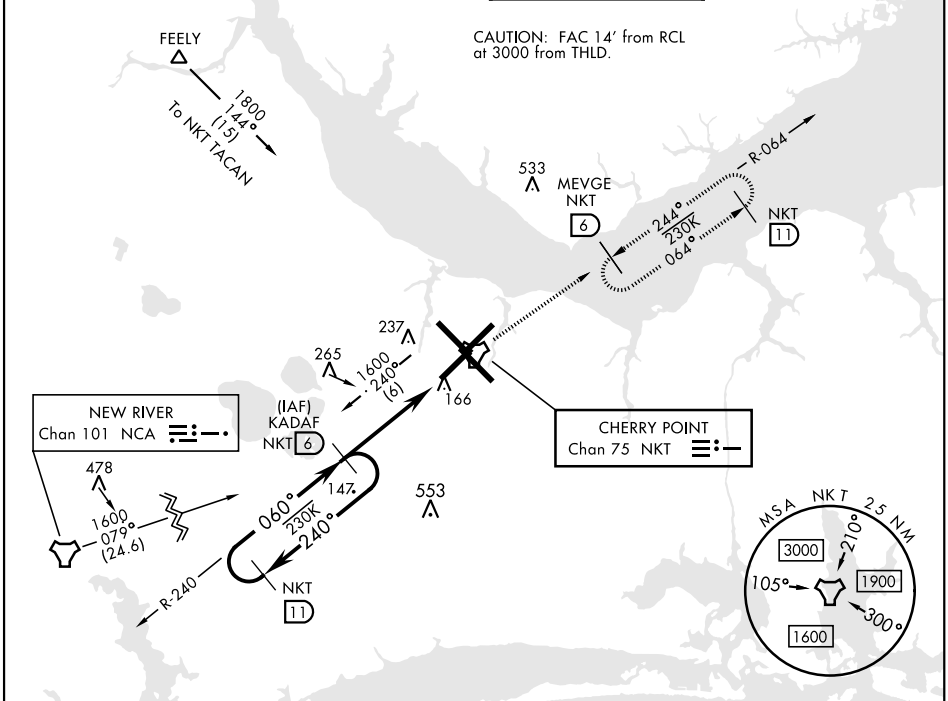 CAUTION: FAC 14' from RCL
at 3000 from THLD.
FEELY
1800
144°
(15)
To NKT TACAN
533
MEVGE
NKT
6
R-064
244°
230K
064°
NKT
11
237
265
1600
240°
(6)
166
(IAF)
KADAF
NKT 6
NEW RIVER
Chan 101 NCA
CHERRY POINT
Chan 75 NKT
478
1600
079°
(24.6)
147
553
060°
230K
240°
R-240
NKT
11
MSA NKT 25 NM
210°
3000
105°
1900
300°
1600